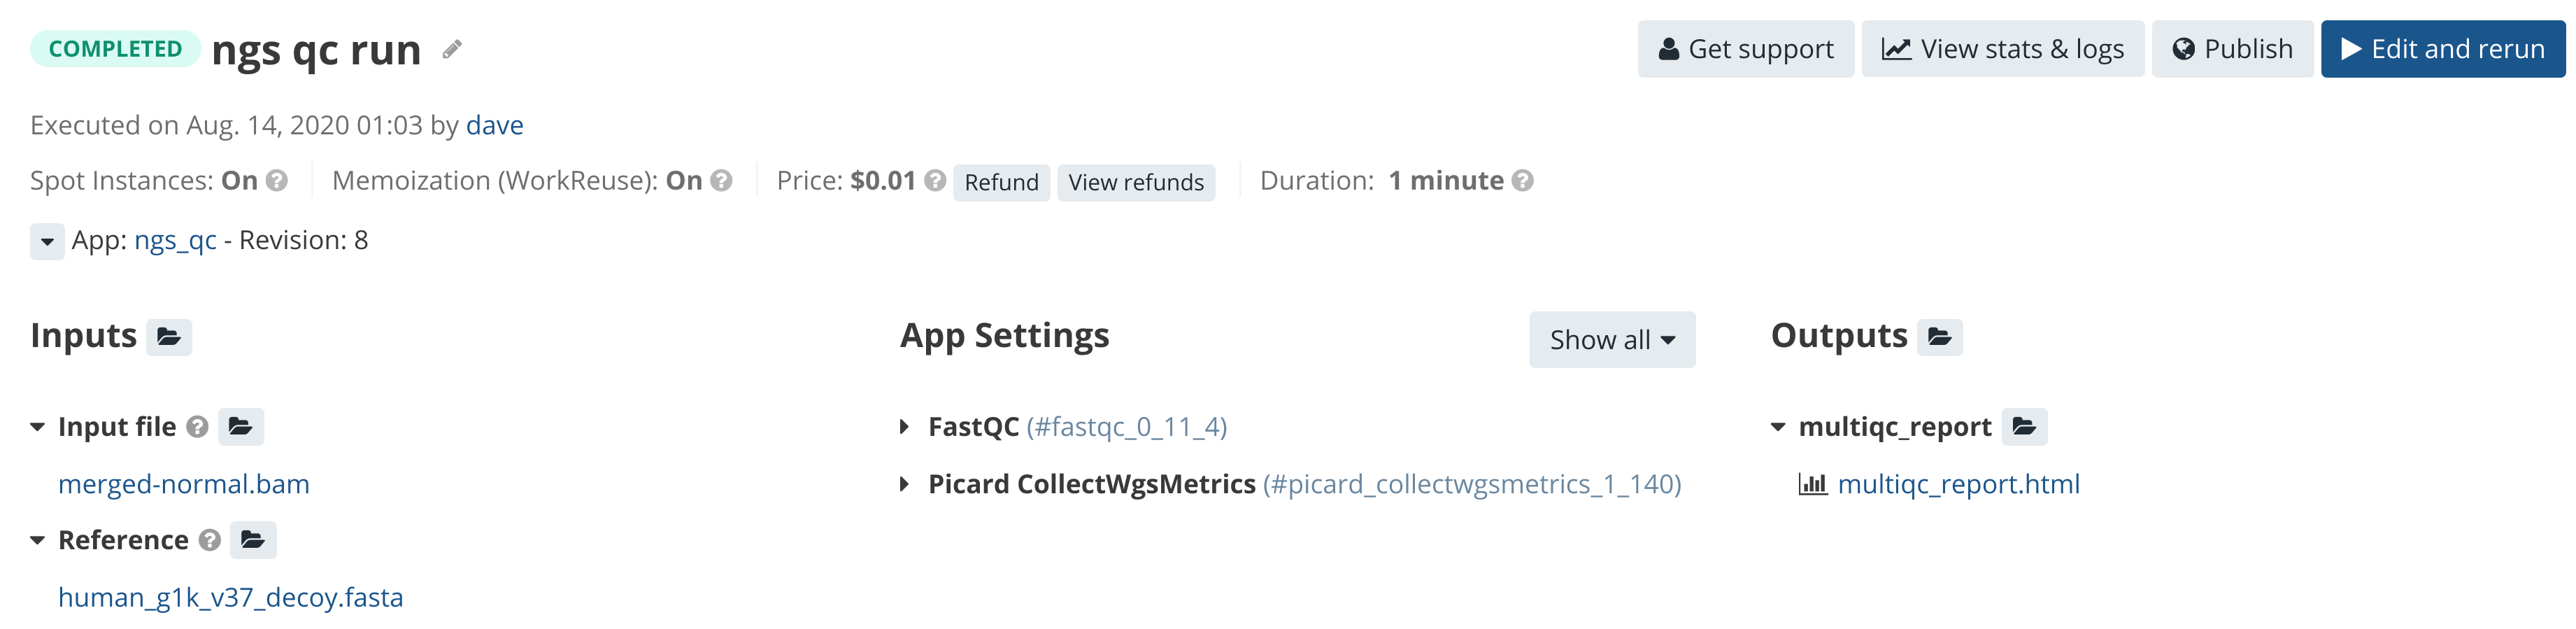 COMPLETED ngs qc run
Get support View stats & logs Publish Edit and rerun
Executed on Aug. 14, 2020 01:03 by dave
Spot Instances: On ? Memoization (WorkReuse): On ? Price: $0.01 ? Refund View refunds Duration: 1 minute ?
App: ngs_qc - Revision: 8
Inputs
Input file ?
merged-normal.bam
Reference ?
human_g1k_v37_decoy.fasta
App Settings Show all
FastQC (#fastqc_0_11_4)
Picard CollectWgsMetrics (#picard_collectwgsmetrics_1_140)
Outputs
multiqc_report
multiqc_report.html